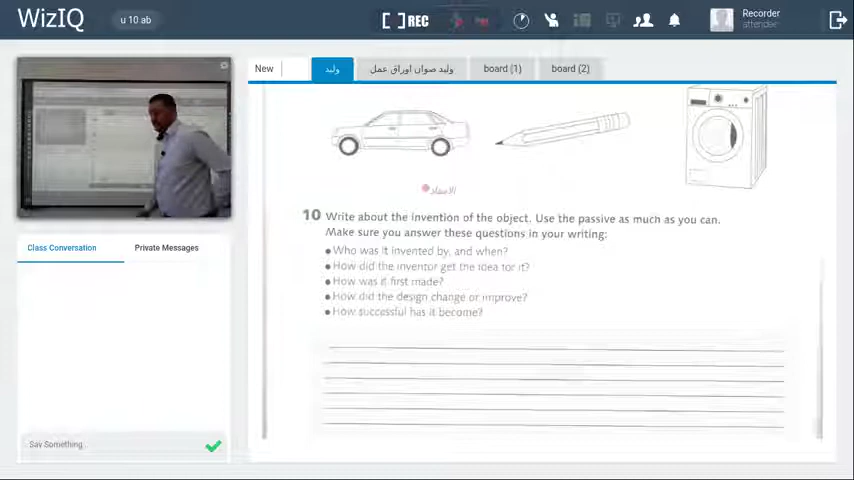 WizIQ
u 10 ab
[ ] REC
Recorder
attender
New
وليد
وليد صوان اوراق عمل
board (1)
board (2)
الاستاذ
10 Write about the invention of the object. Use the passive as much as you can.
Make sure you answer these questions in your writing:
• Who was it invented by, and when?
• How did the inventor get the idea for it?
• How was it first made?
• How did the design change or improve?
• How successful has it become?
Class Conversation
Private Messages
Say Something...